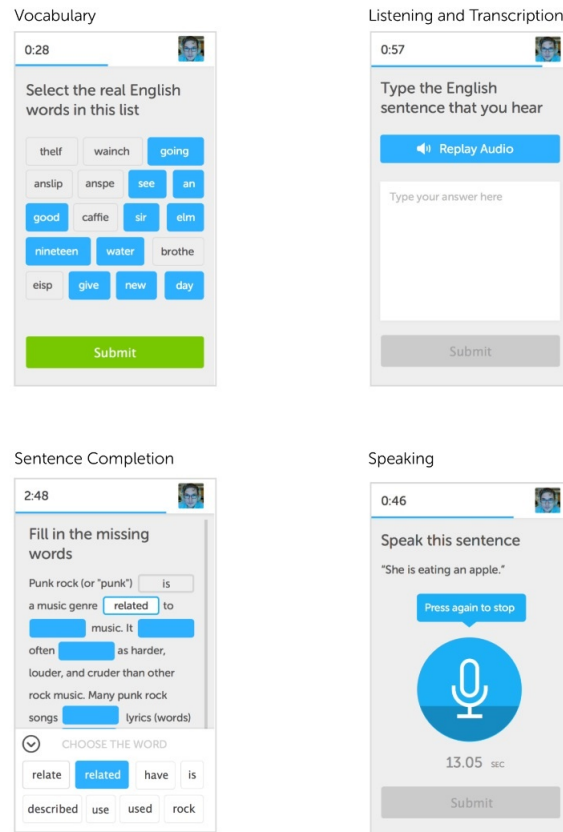 Vocabulary
0:28
Select the real English
words in this list
thelf wainch going
anslip anspe see an
good caffie sir elm
nineteen water brothe
eisp give new day
Submit
Listening and Transcription
0:57
Type the English
sentence that you hear
Replay Audio
Type your answer here
Submit
Sentence Completion
2:48
Fill in the missing
words
Punk rock (or "punk") is
a music genre related to
music. It
often as harder,
louder, and cruder than other
rock music. Many punk rock
songs lyrics (words)
CHOOSE THE WORD
relate related have is
described use used rock
Speaking
0:46
Speak this sentence
"She is eating an apple."
Press again to stop
13.05 SEC
Submit